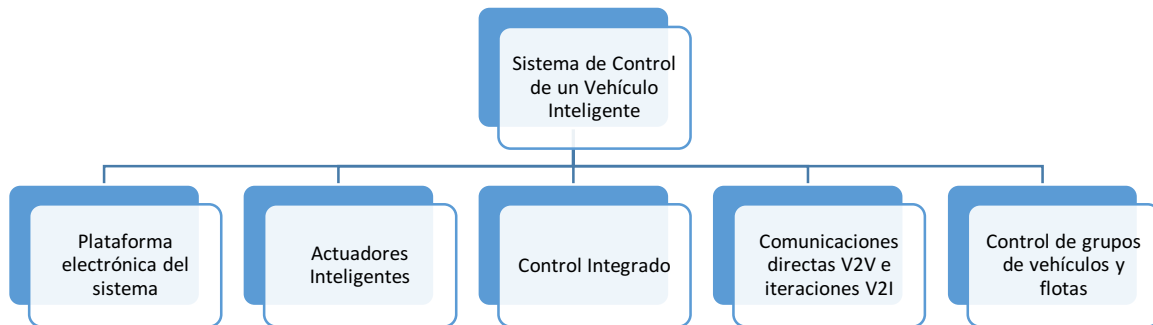 Sistema de Control
de un Vehículo
Inteligente
Plataforma
electrónica del
sistema
Actuadores
Inteligentes
Control Integrado
Comunicaciones
directas V2V e
iteraciones V2I
Control de grupos
de vehículos y
flotas